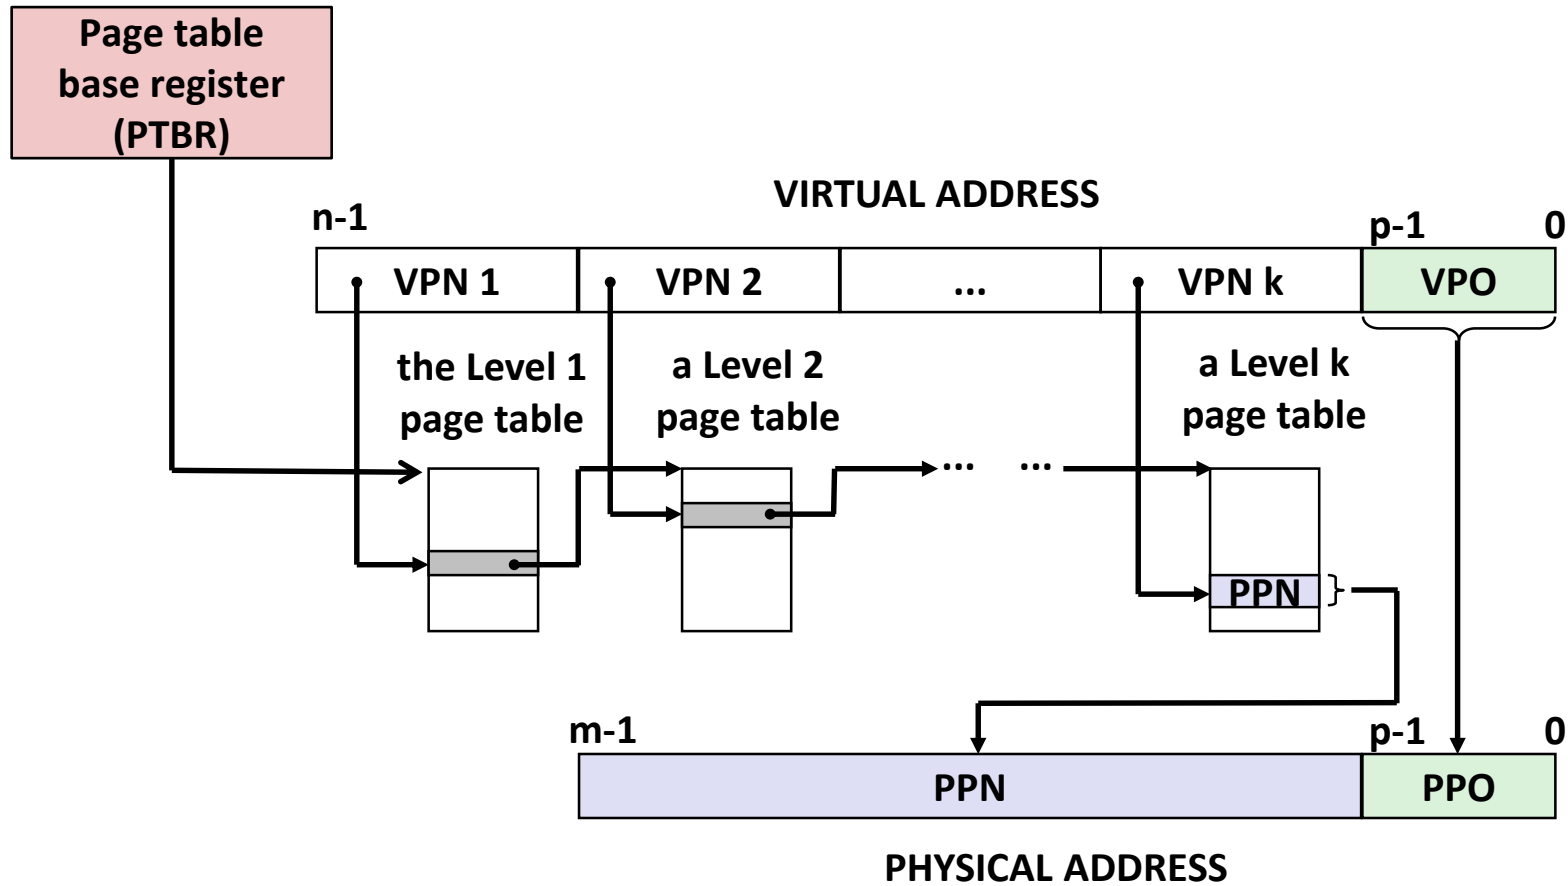 Page table
base register
(PTBR)
VIRTUAL ADDRESS
n-1
p-1
0
VPN 1
VPN 2
...
VPN k
VPO
the Level 1
page table
a Level 2
page table
a Level k
page table
...
...
PPN
m-1
p-1
0
PPN
PPO
PHYSICAL ADDRESS